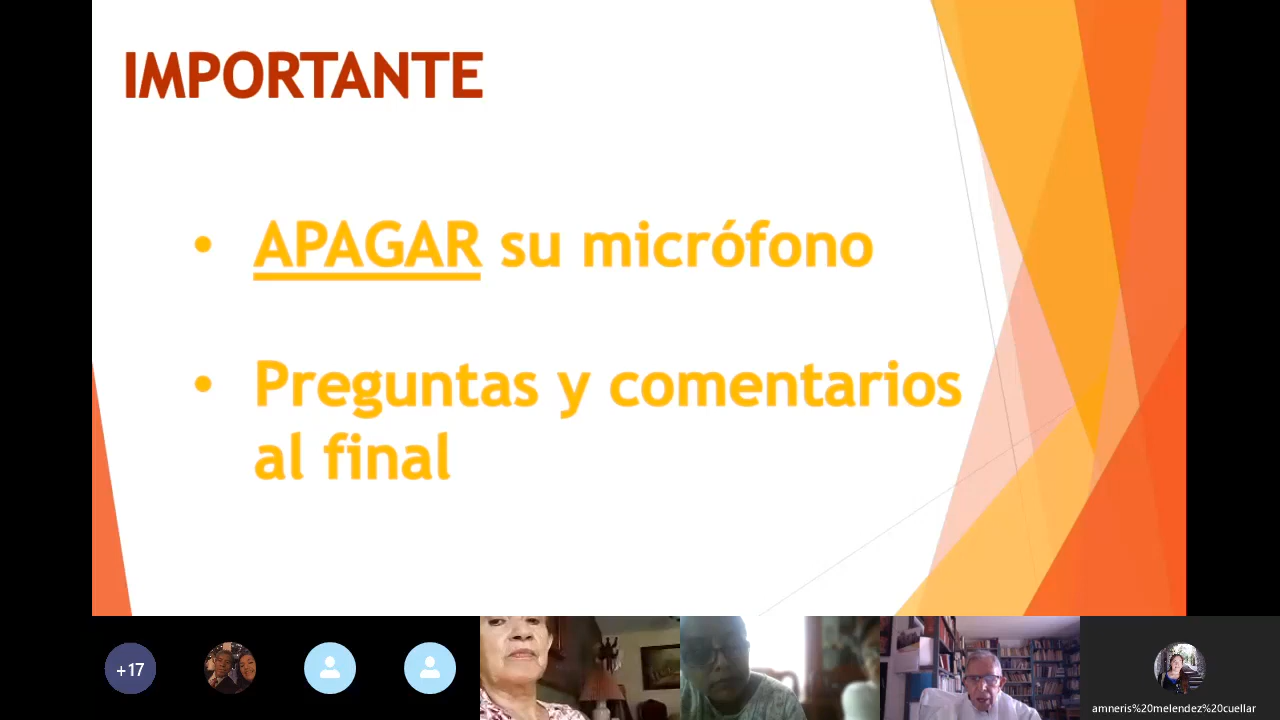 IMPORTANTE
• APAGAR su micrófono
• Preguntas y comentarios
al final
+17
amneris%20melendez%20cuellar